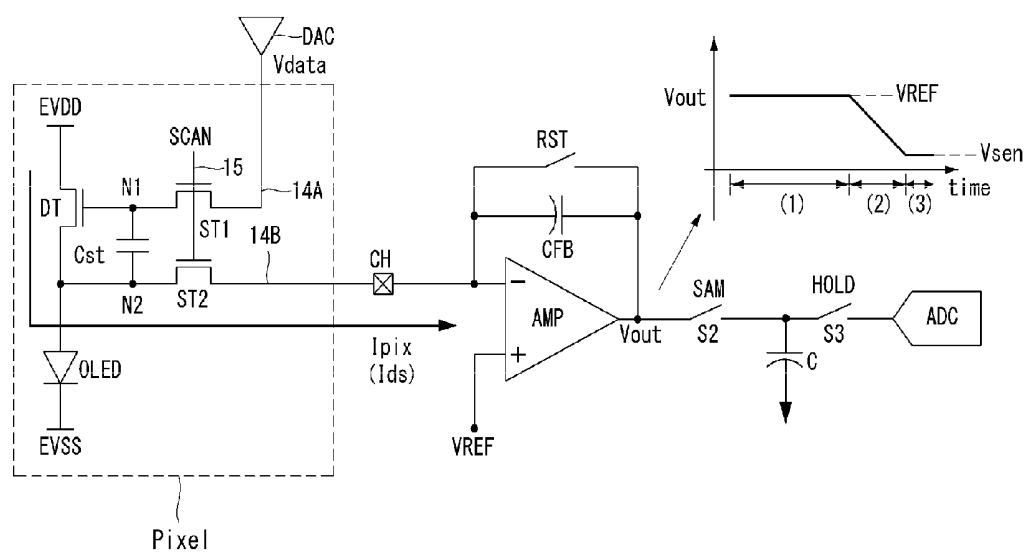 DAC
Vdata
EVDD
SCAN
15
N1
14A
DT
ST1
Cst
14B
N2
ST2
CH
OLED
EVSS
Ipix
(Ids)
Pixel
RST
CFB
AMP
VREF
Vout
SAM
S2
HOLD
S3
C
ADC
Vout
VREF
Vsen
time
(1) (2) (3)